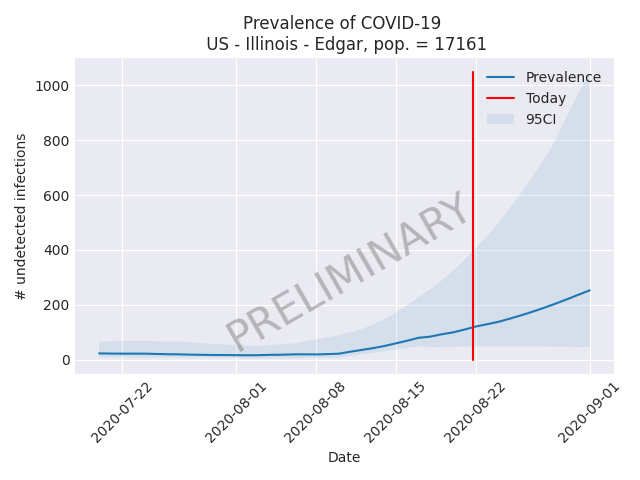 Prevalence of COVID-19
US - Illinois - Edgar, pop. = 17161
1000
800
600
400
200
0
# undetected infections
Prevalence
Today
95CI
PRELIMINARY
2020-07-22
2020-08-01
2020-08-08
2020-08-15
2020-08-22
2020-09-01
Date